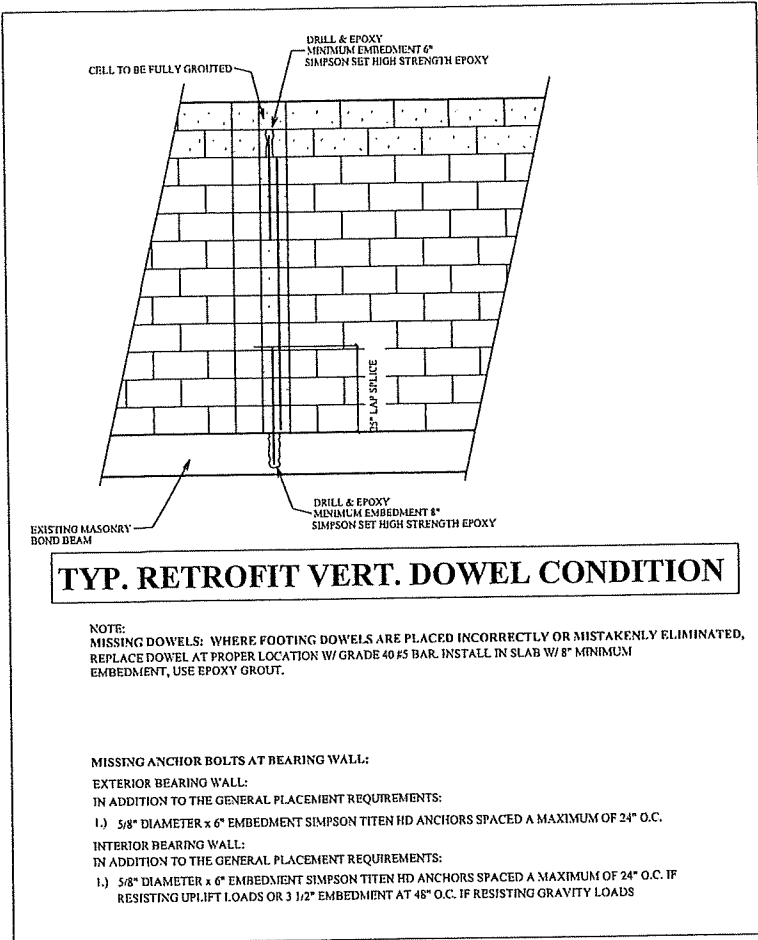 DRILL & EPOXY
MINIMUM EMBEDMENT 6"
SIMPSON SET HIGH STRENGTH EPOXY
CELL TO BE FULLY GROUTED
25" LAP SPLICE
DRILL & EPOXY
MINIMUM EMBEDMENT 8"
SIMPSON SET HIGH STRENGTH EPOXY
EXISTING MASONRY
BOND BEAM
TYP. RETROFIT VERT. DOWEL CONDITION
NOTE:
MISSING DOWELS: WHERE FOOTING DOWELS ARE PLACED INCORRECTLY OR MISTAKENLY ELIMINATED,
REPLACE DOWEL AT PROPER LOCATION W/ GRADE 40 #5 BAR. INSTALL IN SLAB W/ 8" MINIMUM
EMBEDMENT, USE EPOXY GROUT.
MISSING ANCHOR BOLTS AT BEARING WALL:
EXTERIOR BEARING WALL:
IN ADDITION TO THE GENERAL PLACEMENT REQUIREMENTS:
1.) 5/8" DIAMETER x 6" EMBEDMENT SIMPSON TITEN HD ANCHORS SPACED A MAXIMUM OF 24" O.C.
INTERIOR BEARING WALL:
IN ADDITION TO THE GENERAL PLACEMENT REQUIREMENTS:
1.) 5/8" DIAMETER x 6" EMBEDMENT SIMPSON TITEN HD ANCHORS SPACED A MAXIMUM OF 24" O.C. IF
RESISTING UPLIFT LOADS OR 3 1/2" EMBEDMENT AT 48" O.C. IF RESISTING GRAVITY LOADS